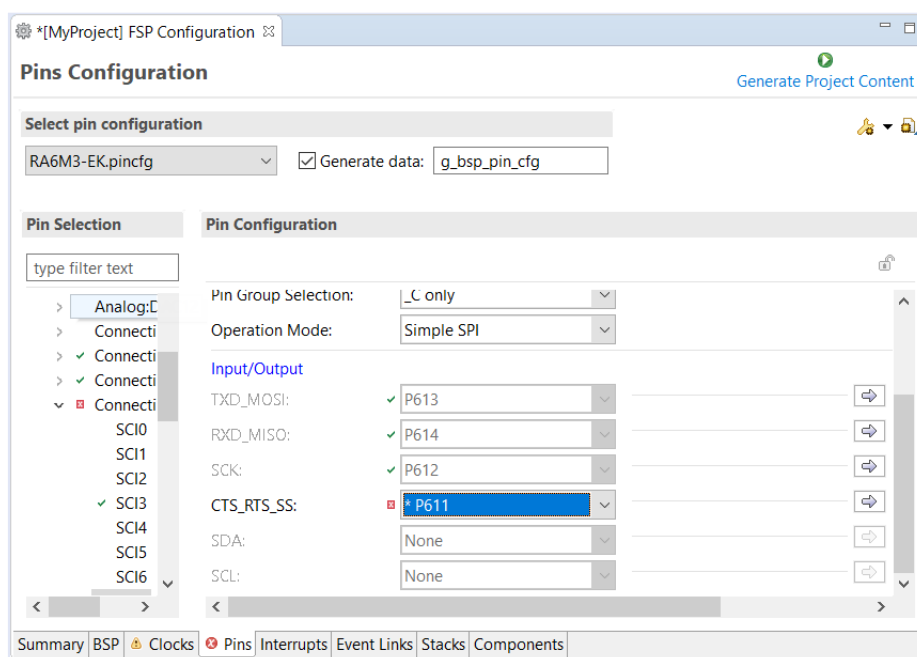 *[MyProject] FSP Configuration
Pins Configuration
Generate Project Content
Select pin configuration
RA6M3-EK.pincfg
Generate data: g_bsp_pin_cfg
Pin Selection
Pin Configuration
type filter text
Analog:D
Connecti
Connecti
Connecti
Connecti
SCI0
SCI1
SCI2
SCI3
SCI4
SCI5
SCI6
Pin Group Selection: _C only
Operation Mode: Simple SPI
Input/Output
TXD_MOSI: P613
RXD_MISO: P614
SCK: P612
CTS_RTS_SS: * P611
SDA: None
SCL: None
Summary BSP Clocks Pins Interrupts Event Links Stacks Components